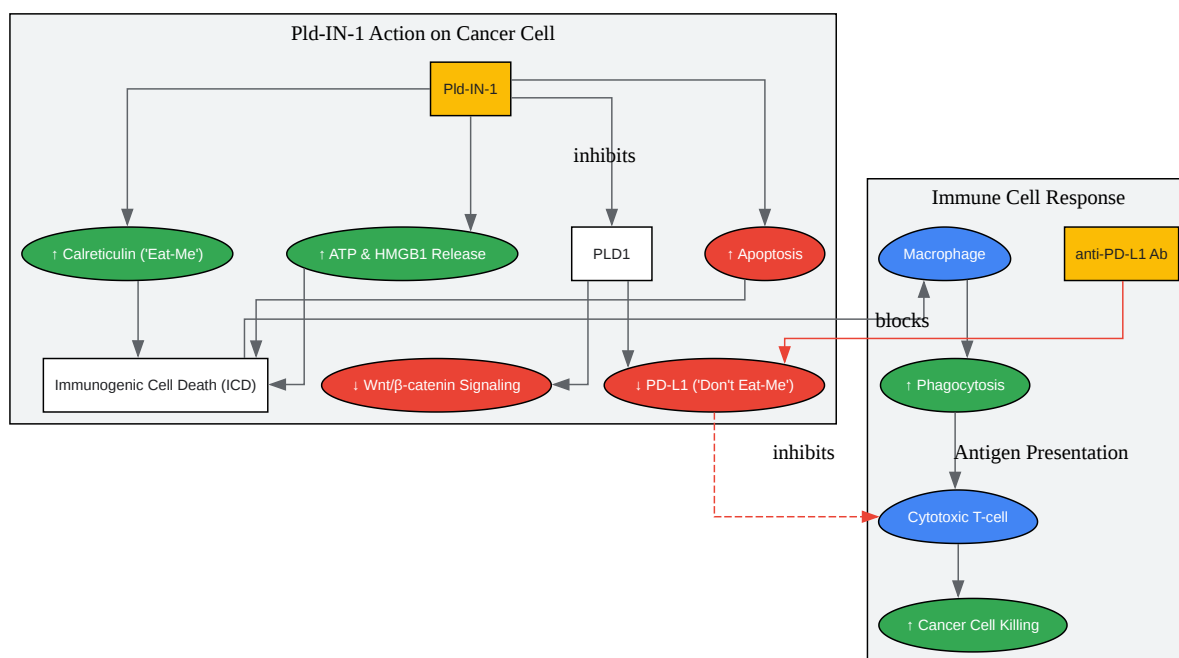 Pld-IN-1 Action on Cancer Cell
Pld-IN-1
inhibits
Immune Cell Response
↑ Calreticulin ('Eat-Me')
↑ ATP & HMGB1 Release
PLD1
↑ Apoptosis
Macrophage
anti-PD-L1 Ab
blocks
Immunogenic Cell Death (ICD)
↓ Wnt/β-catenin Signaling
↓ PD-L1 ('Don't Eat-Me')
↑ Phagocytosis
inhibits
Antigen Presentation
Cytotoxic T-cell
↑ Cancer Cell Killing